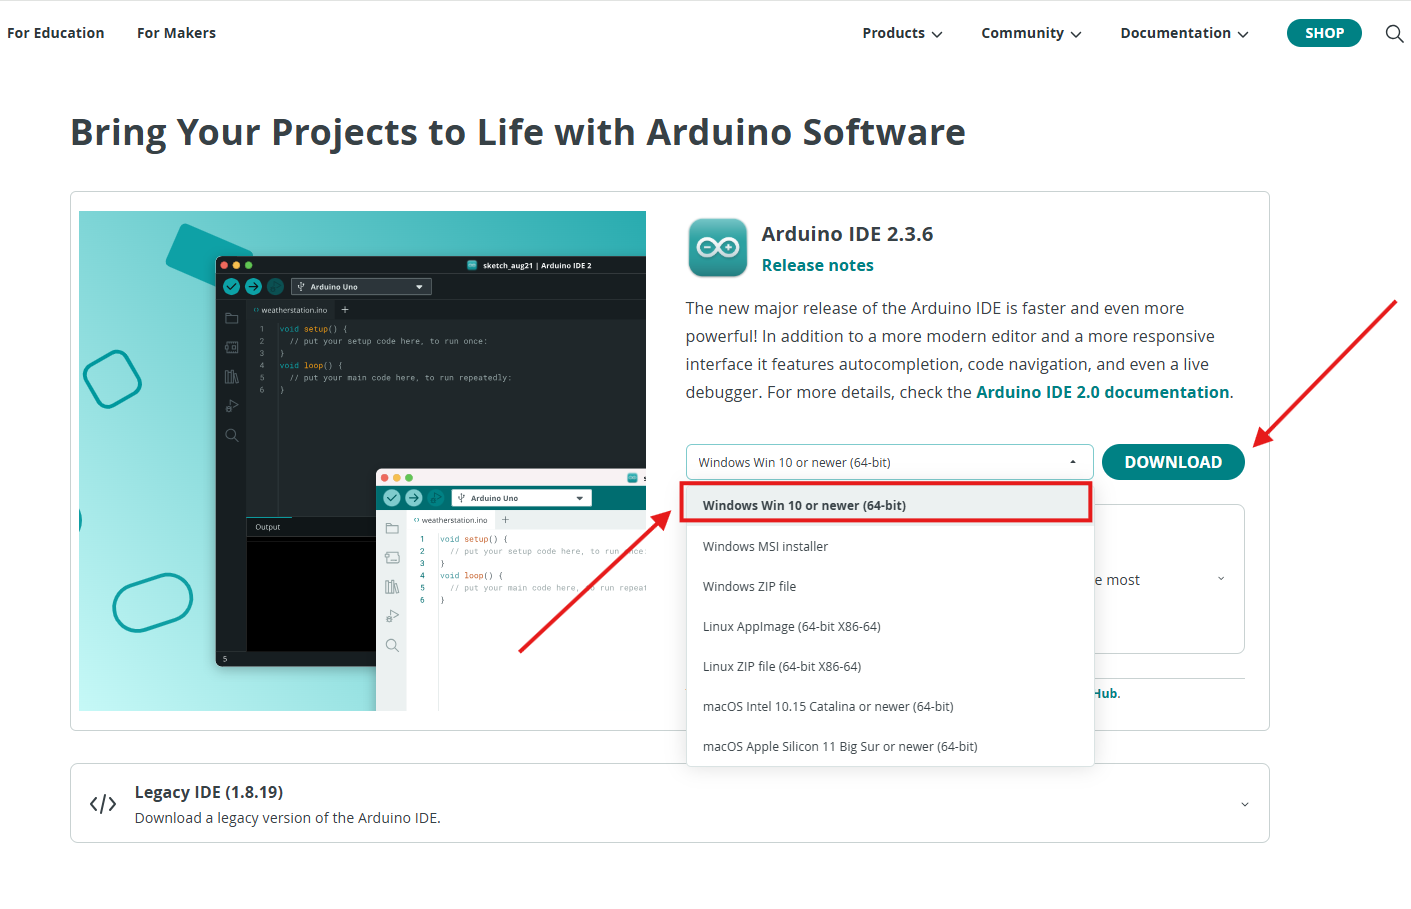 For Education
For Makers
Products
Community
Documentation
SHOP
Bring Your Projects to Life with Arduino Software
sketch_aug21 | Arduino IDE 2
Arduino Uno
weatherstation.ino
1 void setup() {
2 // put your setup code here, to run once:
3 }
4 void loop() {
5 // put your main code here, to run repeatedly:
6 }
Output
5
Arduino Uno
weatherstation.ino
1 void setup() {
2 // put your setup code here, to run once:
3 }
4 void loop() {
5 // put your main code here, to run repeat
6 }
Arduino IDE 2.3.6
Release notes
The new major release of the Arduino IDE is faster and even more
powerful! In addition to a more modern editor and a more responsive
interface it features autocompletion, code navigation, and even a live
debugger. For more details, check the Arduino IDE 2.0 documentation.
Windows Win 10 or newer (64-bit)
DOWNLOAD
Windows Win 10 or newer (64-bit)
Windows MSI installer
Windows ZIP file
e most
Linux AppImage (64-bit X86-64)
Linux ZIP file (64-bit X86-64)
Hub.
macOS Intel 10.15 Catalina or newer (64-bit)
macOS Apple Silicon 11 Big Sur or newer (64-bit)
Legacy IDE (1.8.19)
Download a legacy version of the Arduino IDE.